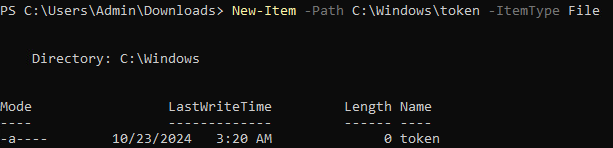 PS C:\Users\Admin\Downloads> New-Item -Path C:\Windows\token -ItemType File
Directory: C:\Windows
Mode                 LastWriteTime         Length Name
----                 -------------         ------ ----
-a----        10/23/2024   3:20 AM              0 token